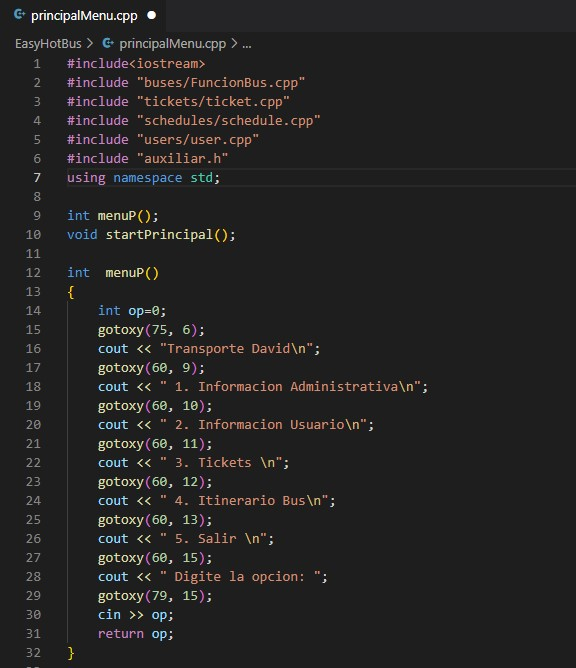 principalMenu.cpp
EasyHotBus > principalMenu.cpp > ...
1 #include<iostream>
2 #include "buses/FuncionBus.cpp"
3 #include "tickets/ticket.cpp"
4 #include "schedules/schedule.cpp"
5 #include "users/user.cpp"
6 #include "auxiliar.h"
7 using namespace std;
8
9 int menuP();
10 void startPrincipal();
11
12 int  menuP()
13 {
14     int op=0;
15     gotoxy(75, 6);
16     cout << "Transporte David\n";
17     gotoxy(60, 9);
18     cout << " 1. Informacion Administrativa\n";
19     gotoxy(60, 10);
20     cout << " 2. Informacion Usuario\n";
21     gotoxy(60, 11);
22     cout << " 3. Tickets \n";
23     gotoxy(60, 12);
24     cout << " 4. Itinerario Bus\n";
25     gotoxy(60, 13);
26     cout << " 5. Salir \n";
27     gotoxy(60, 15);
28     cout << " Digite la opcion: ";
29     gotoxy(79, 15);
30     cin >> op;
31     return op;
32 }